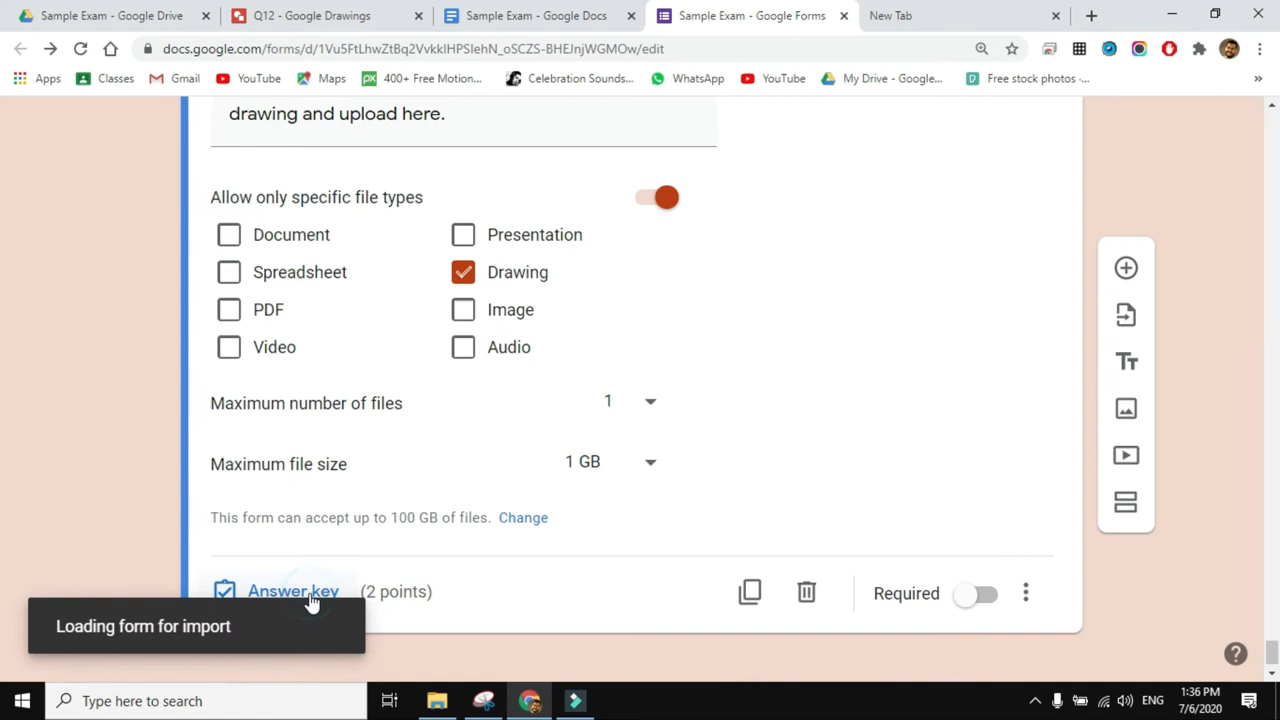 Sample Exam - Google Drive
Q12 - Google Drawings
Sample Exam - Google Docs
Sample Exam - Google Forms
New Tab
docs.google.com/forms/d/1Vu5FtLhwZtBq2VvkklHPSlehN_oSCZS-BHEJnjWGMOw/edit
Apps
Classes
Gmail
YouTube
Maps
400+ Free Motion...
Celebration Sounds...
WhatsApp
YouTube
My Drive - Google...
Free stock photos -...
drawing and upload here.
Allow only specific file types
Document
Presentation
Spreadsheet
Drawing
PDF
Image
Video
Audio
Maximum number of files
1
Maximum file size
1 GB
This form can accept up to 100 GB of files. Change
Answer key (2 points)
Required
Loading form for import
Type here to search
ENG
1:36 PM
7/6/2020